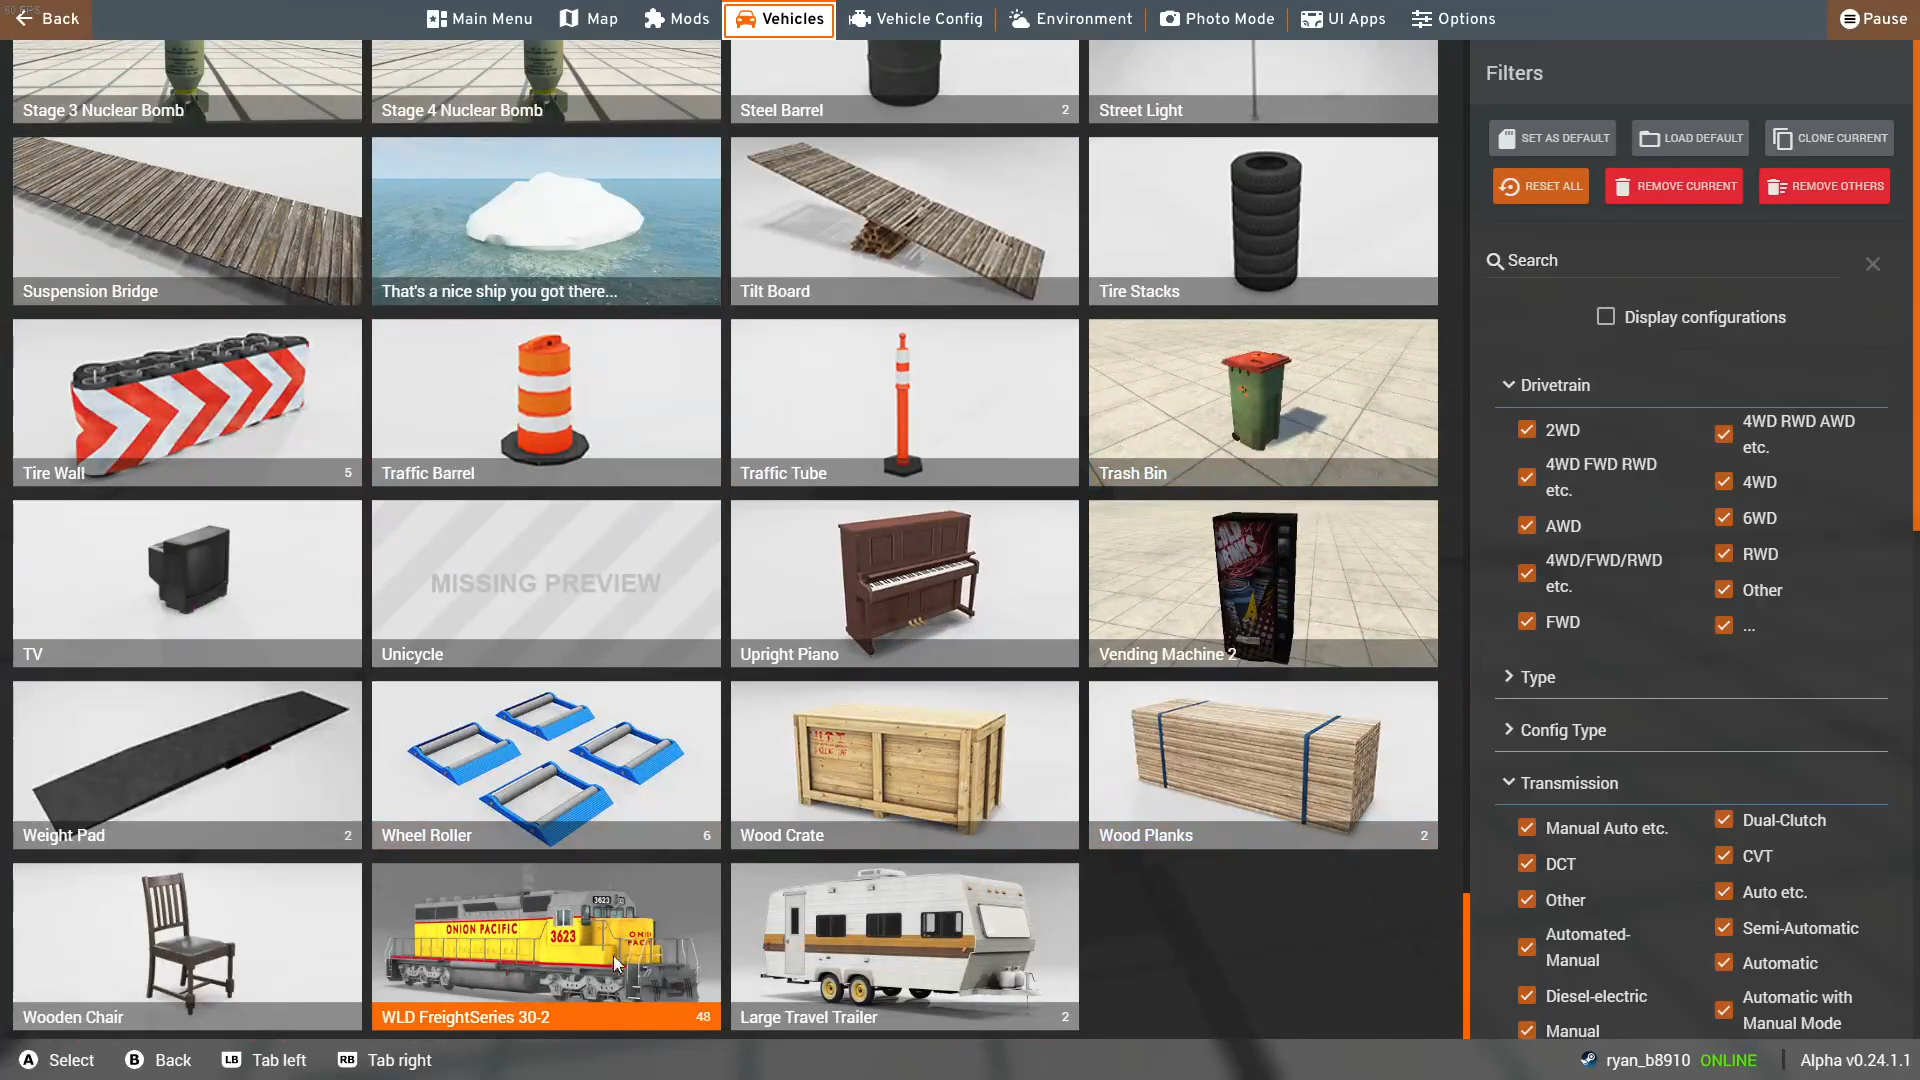 60 FPS
Back
Main Menu
Map
Mods
Vehicles
Vehicle Config
Environment
Photo Mode
UI Apps
Options
Pause
Stage 3 Nuclear Bomb
Stage 4 Nuclear Bomb
Steel Barrel
2
Street Light
Suspension Bridge
That's a nice ship you got there...
Tilt Board
Tire Stacks
Tire Wall
5
Traffic Barrel
Traffic Tube
Trash Bin
TV
MISSING PREVIEW
Unicycle
Upright Piano
Vending Machine 2
Weight Pad
2
Wheel Roller
6
Wood Crate
Wood Planks
2
Wooden Chair
ONION PACIFIC
3623
3623
WLD FreightSeries 30-2
48
Large Travel Trailer
2
Filters
SET AS DEFAULT
LOAD DEFAULT
CLONE CURRENT
RESET ALL
REMOVE CURRENT
REMOVE OTHERS
Search
Display configurations
Drivetrain
2WD
4WD FWD RWD
etc.
AWD
4WD/FWD/RWD
etc.
FWD
4WD RWD AWD
etc.
4WD
6WD
RWD
Other
...
Type
Config Type
Transmission
Manual Auto etc.
DCT
Other
Automated-
Manual
Diesel-electric
Manual
Dual-Clutch
CVT
Auto etc.
Semi-Automatic
Automatic
Automatic with
Manual Mode
A Select
B Back
LB Tab left
RB Tab right
ryan_b8910 ONLINE
Alpha v0.24.1.1